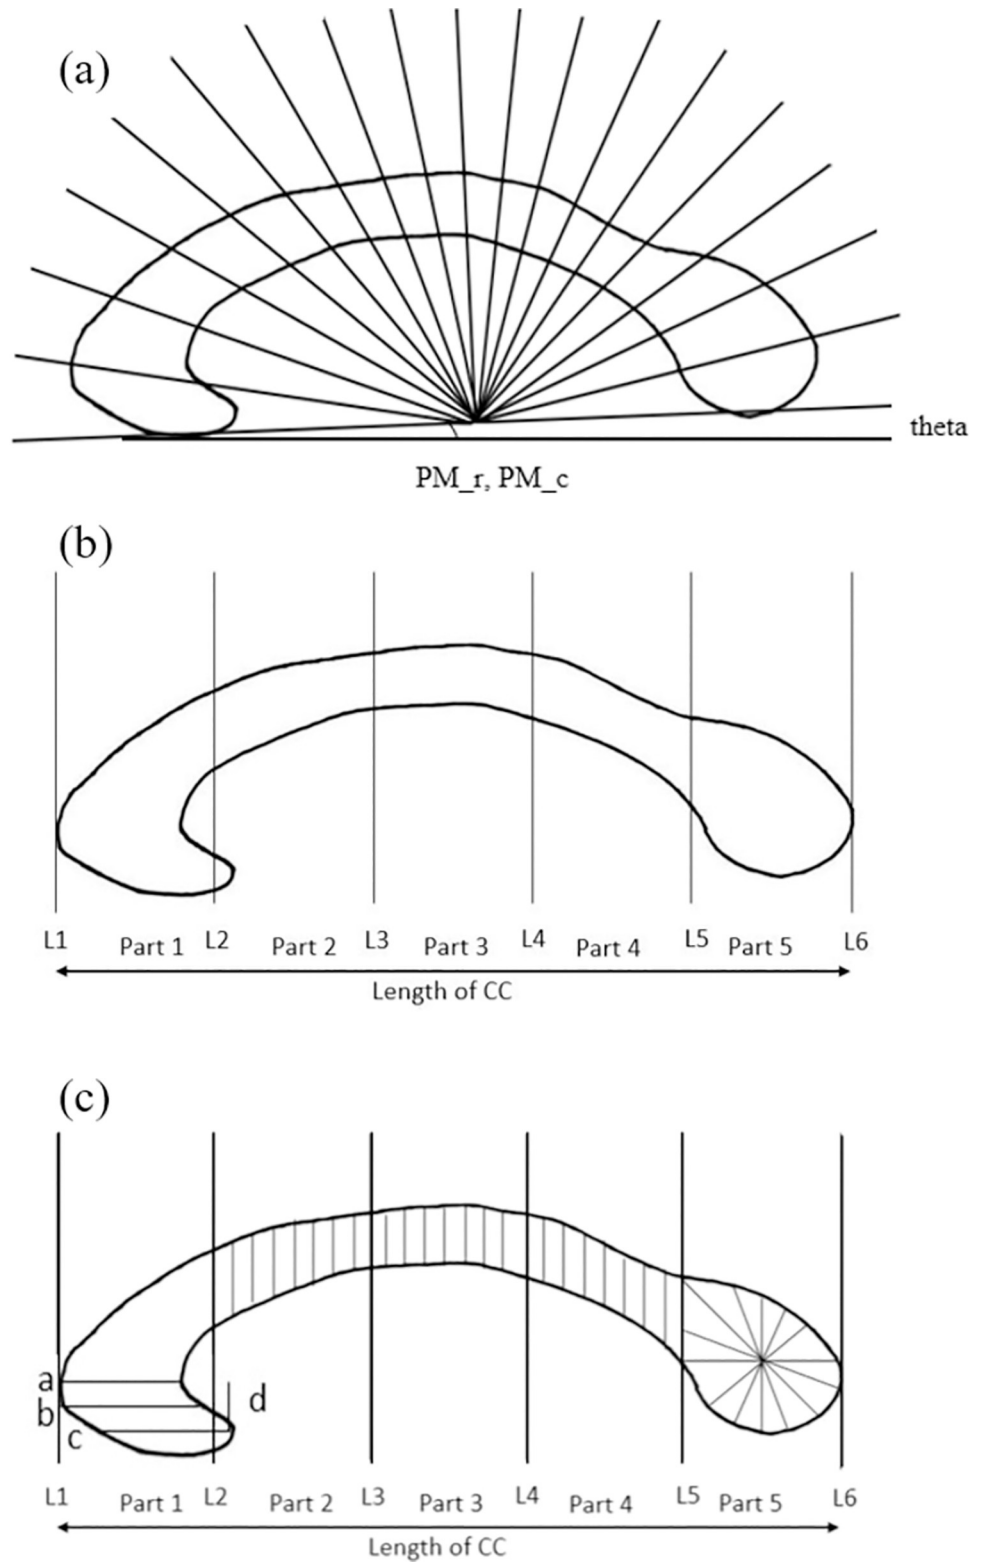 (a)
theta
PM_r, PM_c
(b)
L1 Part 1 L2 Part 2 L3 Part 3 L4 Part 4 L5 Part 5 L6
Length of CC
(c)
a
b
c
d
L1 Part 1 L2 Part 2 L3 Part 3 L4 Part 4 L5 Part 5 L6
Length of CC